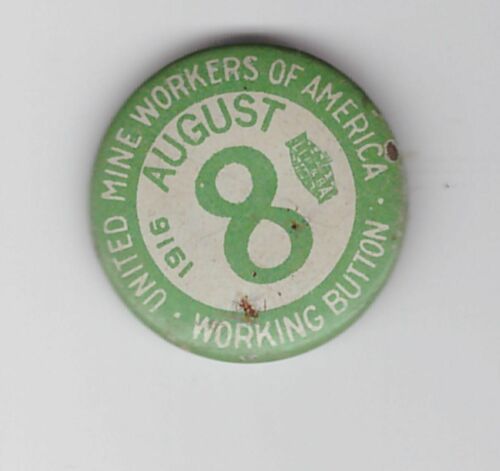 UNITED MINE WORKERS OF AMERICA
· WORKING BUTTON ·
AUGUST
8
1916